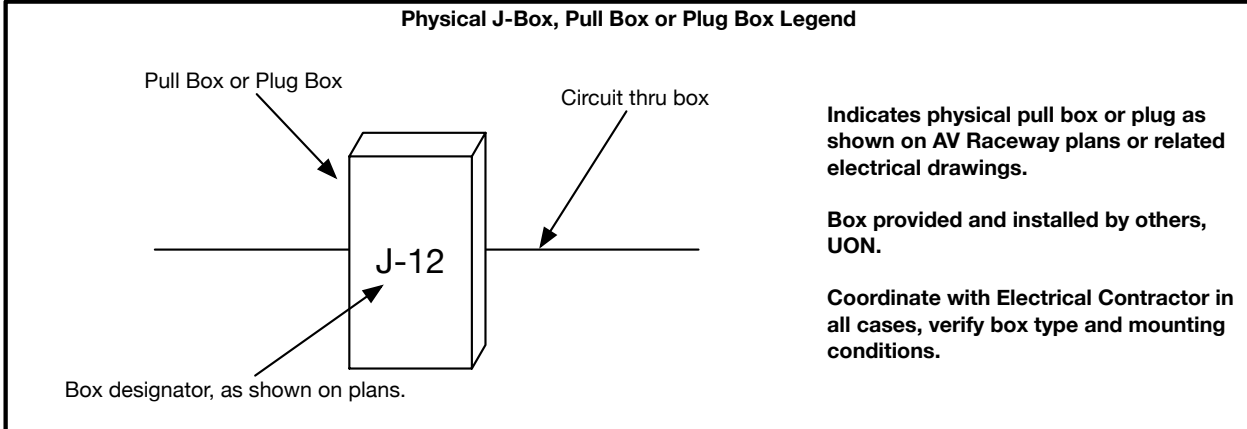 Physical J-Box, Pull Box or Plug Box Legend
Pull Box or Plug Box
Circuit thru box
J-12
Box designator, as shown on plans.
Indicates physical pull box or plug as
shown on AV Raceway plans or related
electrical drawings.
Box provided and installed by others,
UON.
Coordinate with Electrical Contractor in
all cases, verify box type and mounting
conditions.